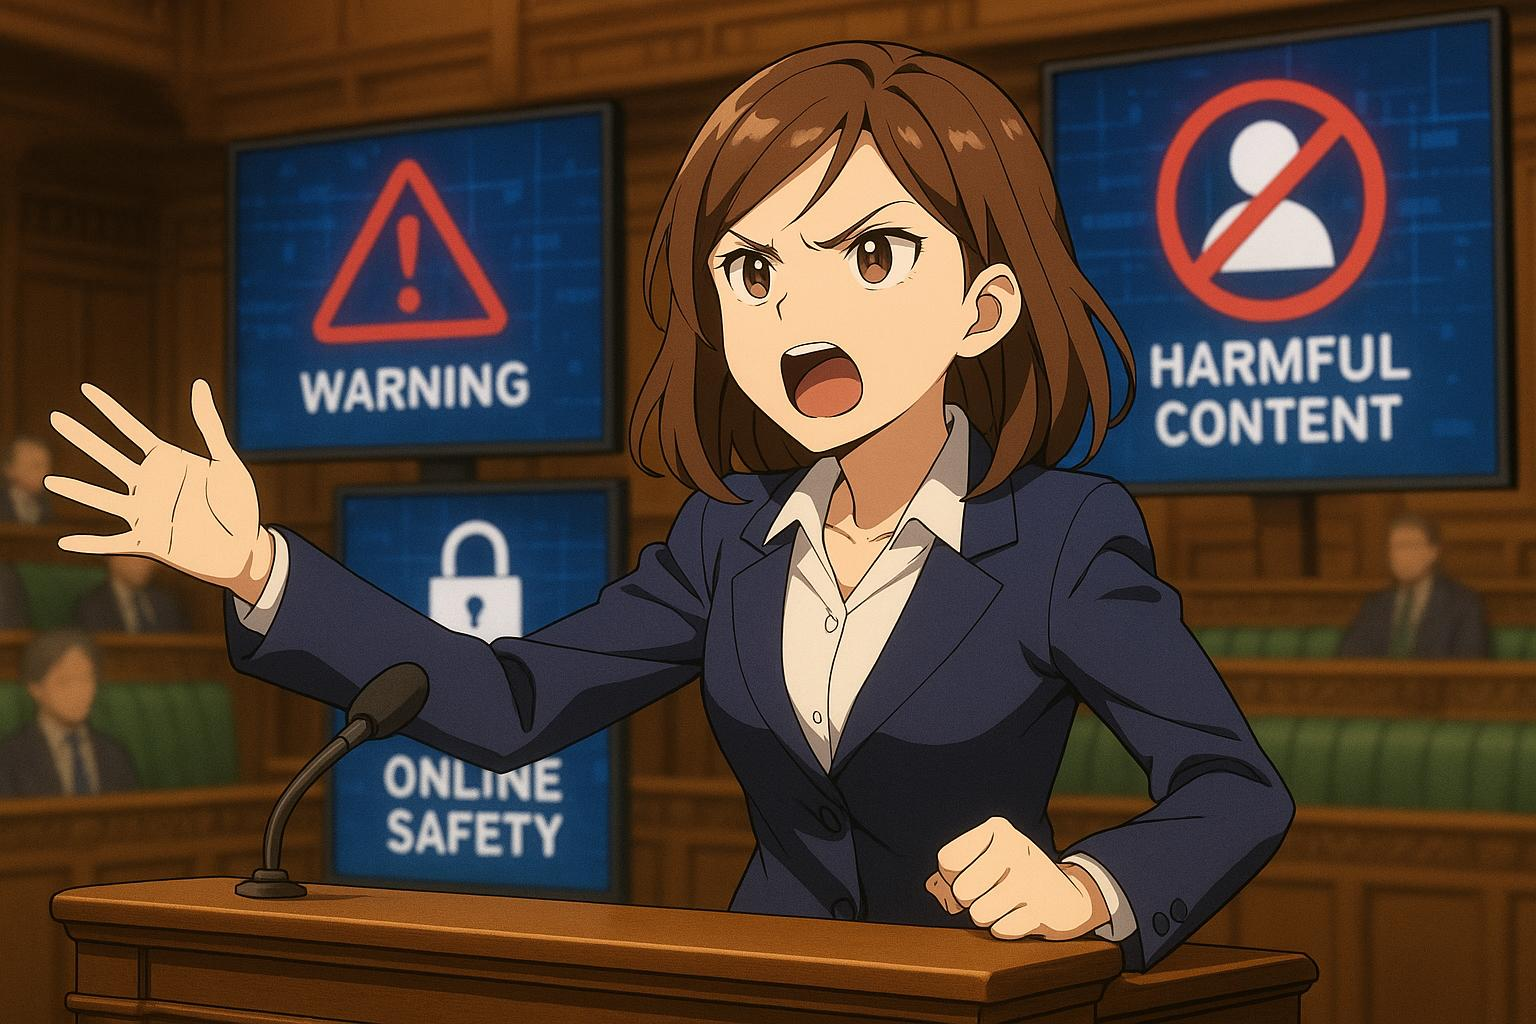 WARNING
HARMFUL
CONTENT
ONLINE
SAFETY